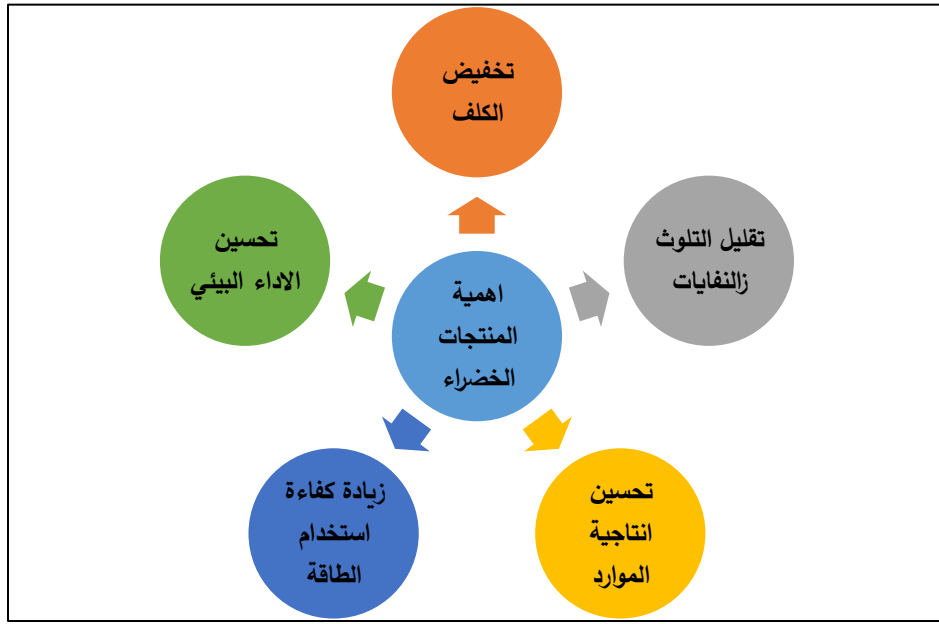 تخفيض
الكلف
تقليل التلوث
زالنفايات
تحسين
الاداء البيئي
اهمية
المنتجات
الخضراء
زيادة كفاءة
استخدام
الطاقة
تحسين
انتاجية
الموارد